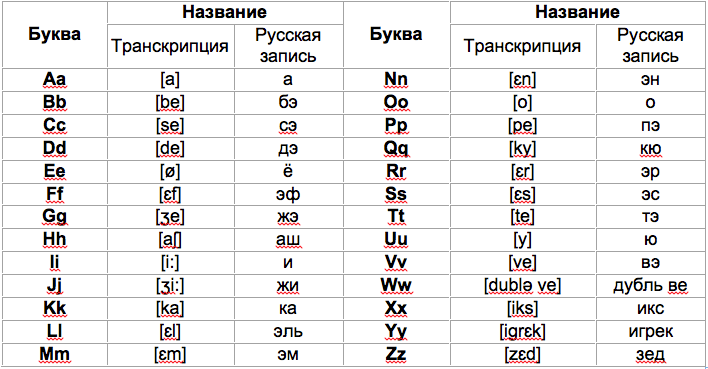 Буква Название Буква Название
Транскрипция Русская запись Транскрипция Русская запись
Aa [a] а Nn [ɛn] эн
Bb [be] бэ Oo [o] о
Cc [se] сэ Pp [pe] пэ
Dd [de] дэ Qq [ky] кю
Ee [ø] ё Rr [ɛr] эр
Ff [ɛf] эф Ss [ɛs] эс
Gg [ʒe] жэ Tt [te] тэ
Hh [aʃ] аш Uu [y] ю
Ii [i:] и Vv [ve] вэ
Jj [ʒi:] жи Ww [dublə ve] дубль ве
Kk [ka] ка Xx [iks] икс
Ll [ɛl] эль Yy [igrɛk] игрек
Mm [ɛm] эм Zz [zɛd] зед